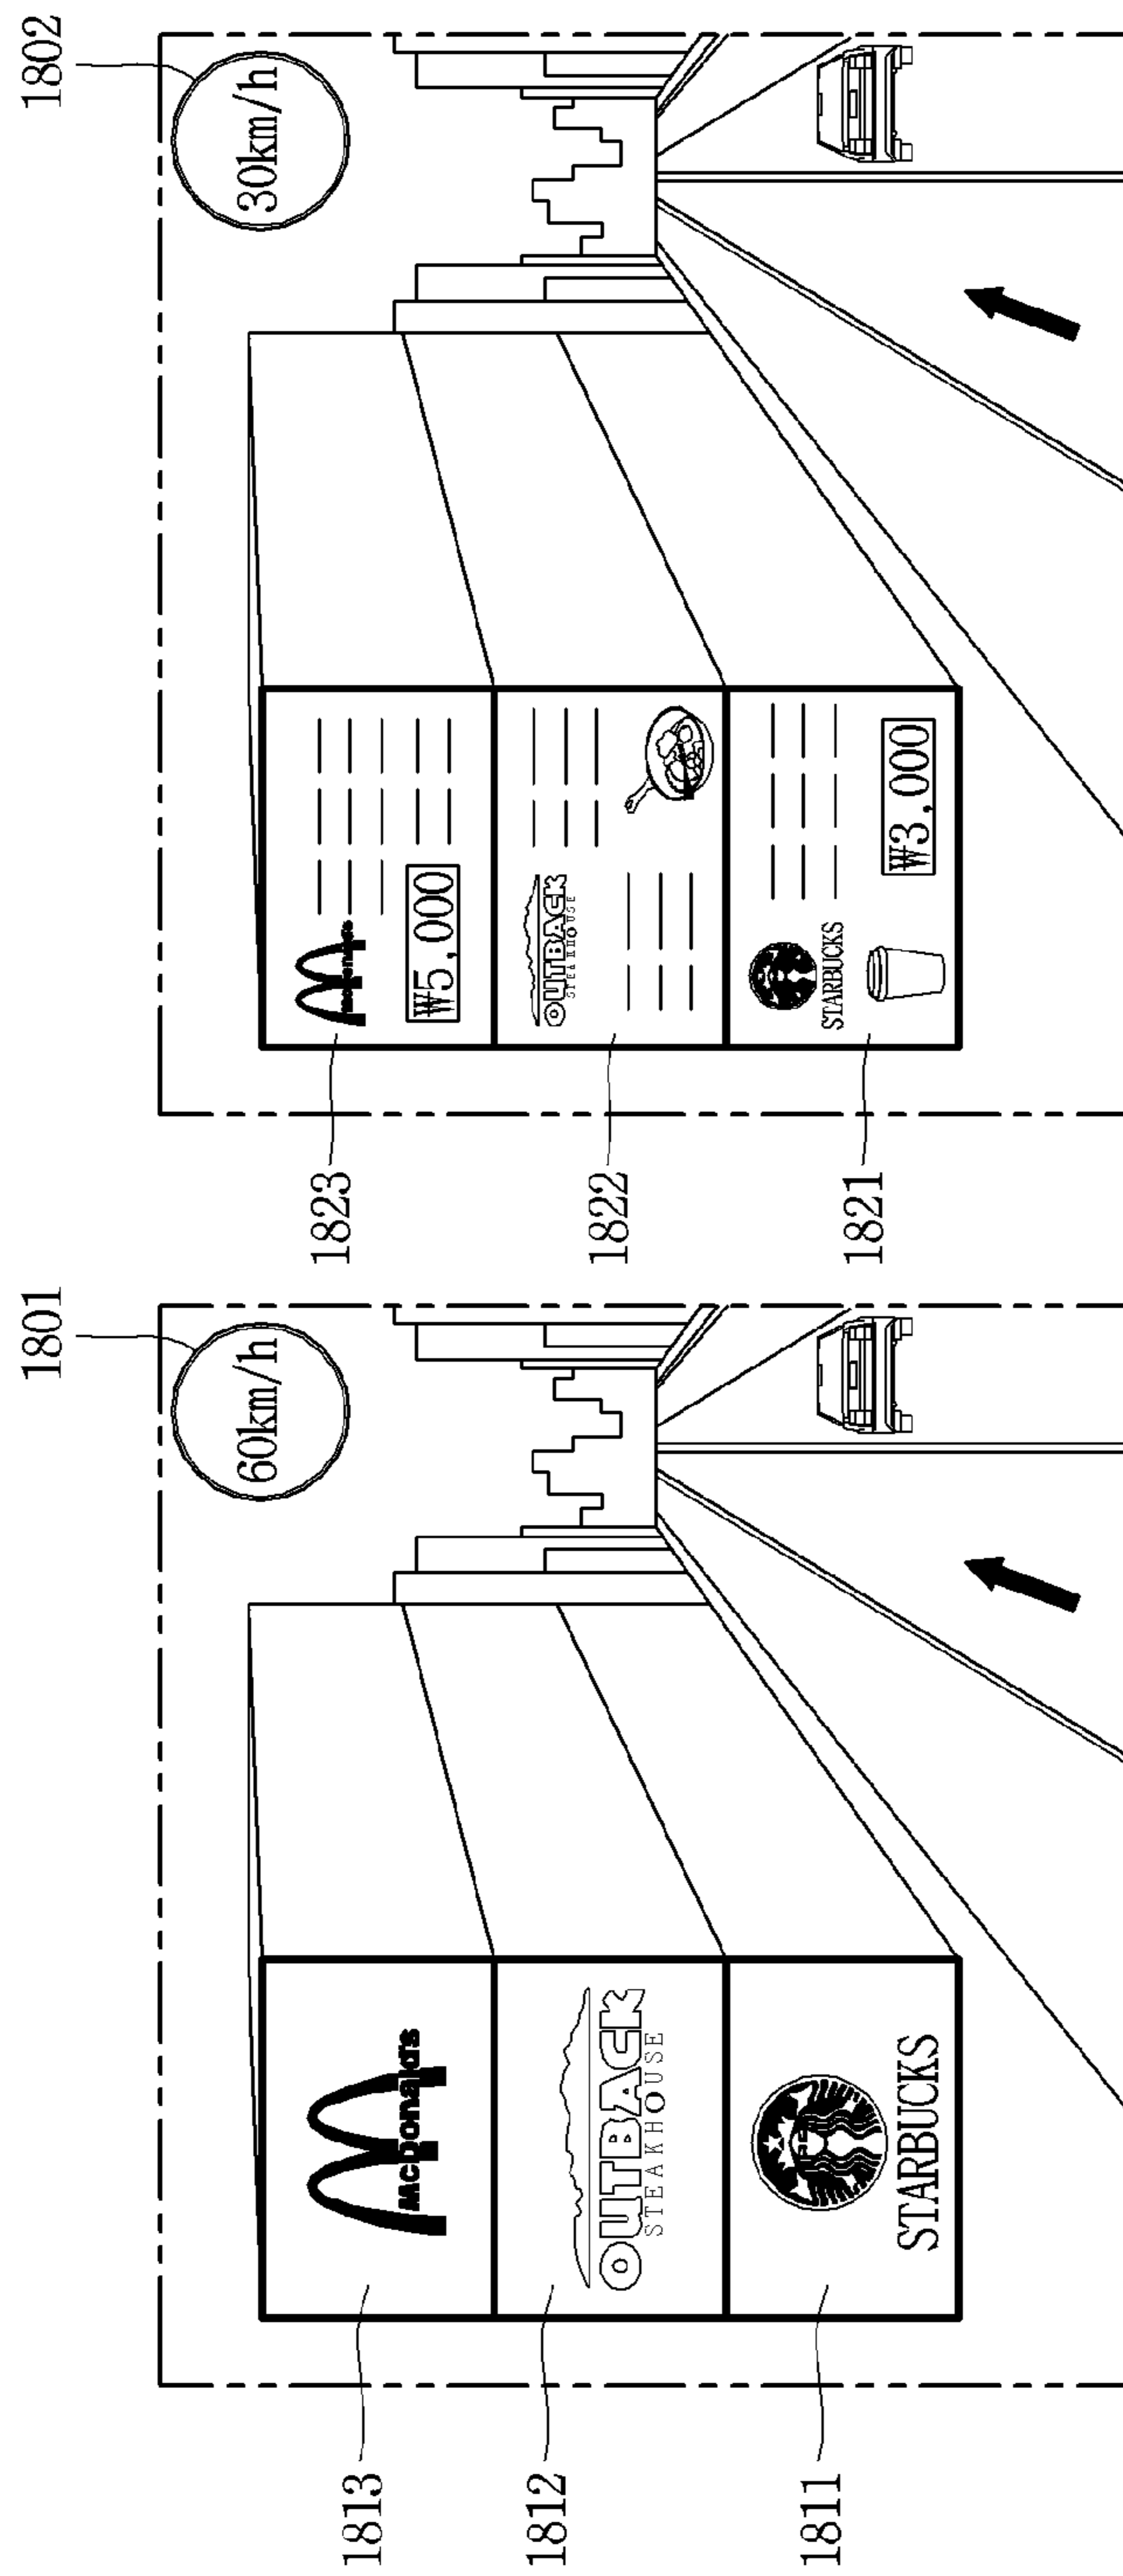 1801
60km/h
1813
McDonald's
1812
OUTBACK
STEAKHOUSE
1811
STARBUCKS
1802
30km/h
1823
McDonald's
₩5,000
1822
OUTBACK
STEAKHOUSE
1821
STARBUCKS
₩3,000